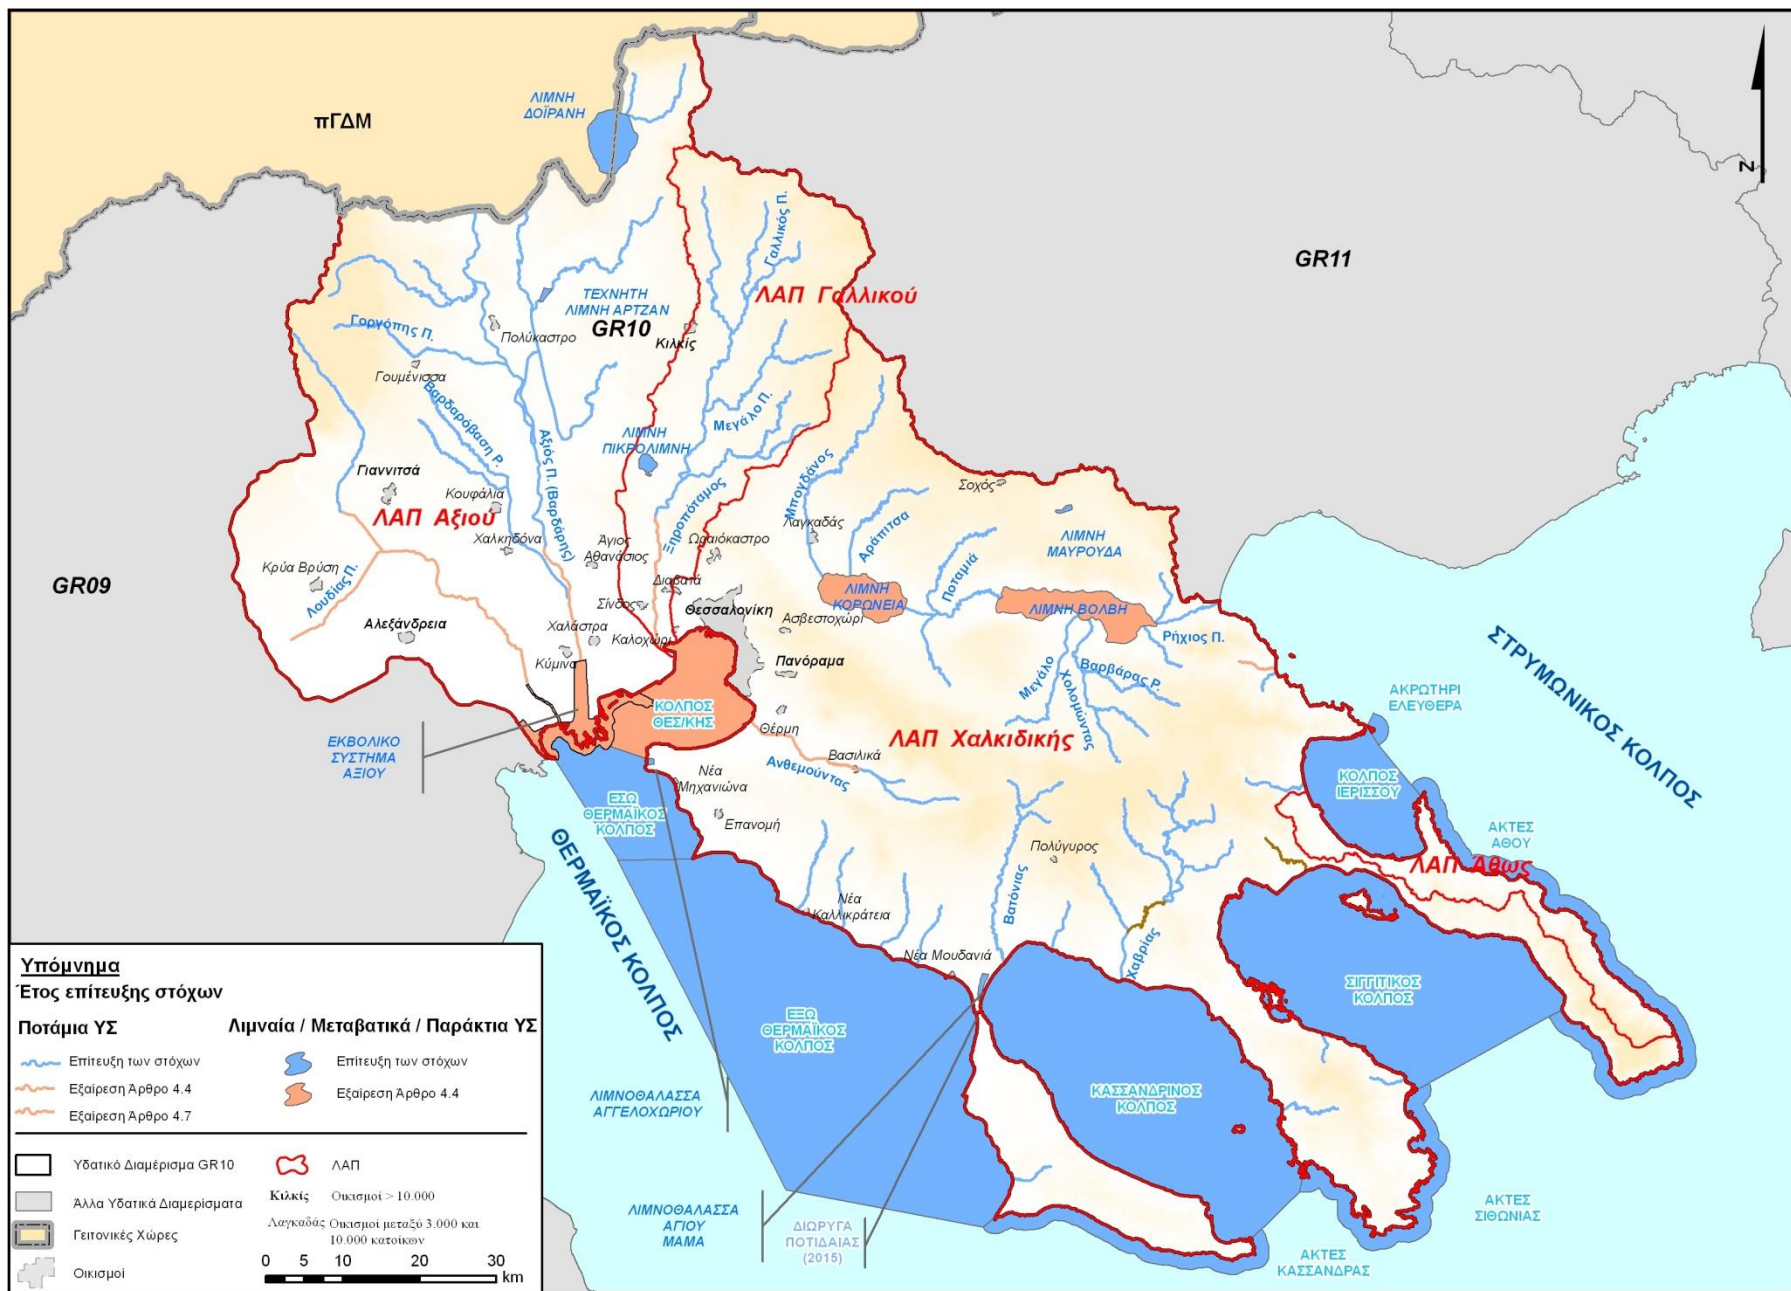 ΛΙΜΝΗ
ΔΟΪΡΑΝΗ
πΓΔΜ
N
GR11
Γαλλικός Π.
ΛΑΠ Γαλλικού
ΤΕΧΝΗΤΗ
ΛΙΜΝΗ ΑΡΤΖΑΝ
GR10
Κιλκίς
Γοργόπης Π.
Πολύκαστρο
Γουμένισσα
Βαρδαρόβαση Ρ.
Αξιός Π. (Βαρδάρης)
Μεγάλο Π.
ΛΙΜΝΗ
ΠΙΚΡΟΛΙΜΝΗ
Γιαννιτσά
Κουφάλια
ΛΑΠ Αξιού
Χαλκηδόνα
Άγιος
Αθανάσιος
Ξηροπόταμος
Ωραιόκαστρο
Μπογδάνος
Λαγκαδάς
Αράπιτσα
Σοχός
ΛΙΜΝΗ
ΜΑΥΡΟΥΔΑ
Ποταμιά
GR09
Κρύα Βρύση
Λουδίας Π.
Αλεξάνδρεια
Διαβατά
Σίνδος
Θεσσαλονίκη
Χαλάστρα
Καλοχώρι
Κύμινα
Ασβεστοχώρι
Πανόραμα
ΛΙΜΝΗ
ΚΟΡΩΝΕΙΑ
ΛΙΜΝΗ ΒΟΛΒΗ
Ρήχιος Π.
Μεγάλο
Χολομώντας
Βαρβάρας Ρ.
ΣΤΡΥΜΩΝΙΚΟΣ ΚΟΛΠΟΣ
ΑΚΡΩΤΗΡΙ
ΕΛΕΥΘΕΡΑ
ΚΟΛΠΟΣ
ΘΕΣ/ΚΗΣ
Θέρμη
ΛΑΠ Χαλκιδικής
Βασιλικά
Ανθεμούντας
ΕΚΒΟΛΙΚΟ
ΣΥΣΤΗΜΑ
ΑΞΙΟΥ
Νέα
Μηχανιώνα
ΕΣΩ
ΘΕΡΜΑΪΚΟΣ
ΚΟΛΠΟΣ
Επανομή
ΚΟΛΠΟΣ
ΙΕΡΙΣΣΟΥ
ΑΚΤΕΣ
ΑΘΟΥ
ΛΑΠ Άθως
Πολύγυρος
Βατόνιας
Χαβρίας
Νέα
Καλλικράτεια
Νέα Μουδανιά
ΘΕΡΜΑΪΚΟΣ ΚΟΛΠΟΣ
ΕΞΩ
ΘΕΡΜΑΪΚΟΣ
ΚΟΛΠΟΣ
ΣΙΓΓΙΤΙΚΟΣ
ΚΟΛΠΟΣ
ΚΑΣΣΑΝΔΡΙΝΟΣ
ΚΟΛΠΟΣ
ΛΙΜΝΟΘΑΛΑΣΣΑ
ΑΓΓΕΛΟΧΩΡΙΟΥ
ΛΙΜΝΟΘΑΛΑΣΣΑ
ΑΓΙΟΥ
ΜΑΜΑ
ΔΙΩΡΥΓΑ
ΠΟΤΙΔΑΙΑΣ
(2015)
ΑΚΤΕΣ
ΣΙΘΩΝΙΑΣ
ΑΚΤΕΣ
ΚΑΣΣΑΝΔΡΑΣ
Υπόμνημα
Έτος επίτευξης στόχων
Ποτάμια ΥΣ
Λιμναία / Μεταβατικά / Παράκτια ΥΣ
Επίτευξη των στόχων
Επίτευξη των στόχων
Εξαίρεση Άρθρο 4.4
Εξαίρεση Άρθρο 4.4
Εξαίρεση Άρθρο 4.7
Υδατικό Διαμέρισμα GR10
ΛΑΠ
Άλλα Υδατικά Διαμερίσματα
Κιλκίς Οικισμοί > 10.000
Γειτονικές Χώρες
Λαγκαδάς Οικισμοί μεταξύ 3.000 και
10.000 κατοίκων
Οικισμοί
0 5 10 20 30
km